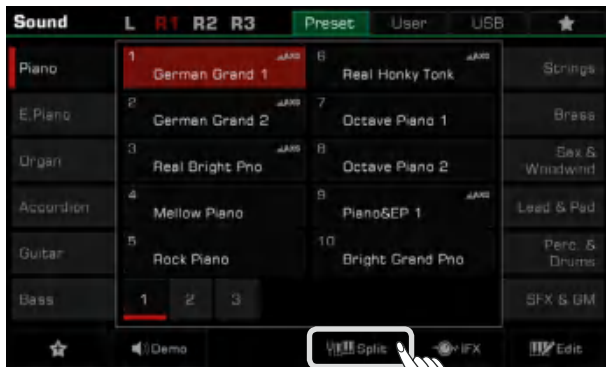 Sound L R1 R2 R3 Preset User USB
Piano
E.Piano
Organ
Accordion
Guitar
Bass
1 German Grand 1
2 German Grand 2
3 Real Bright Pno
4 Mellow Piano
5 Rock Piano
6 Real Honky Tonk
7 Octave Piano 1
8 Octave Piano 2
9 Piano&EP 1
10 Bright Grand Pno
1 2 3
Strings
Brass
Sax &
Woodwind
Lead & Pad
Perc. &
Drums
SFX & GM
Demo Split IFX Edit